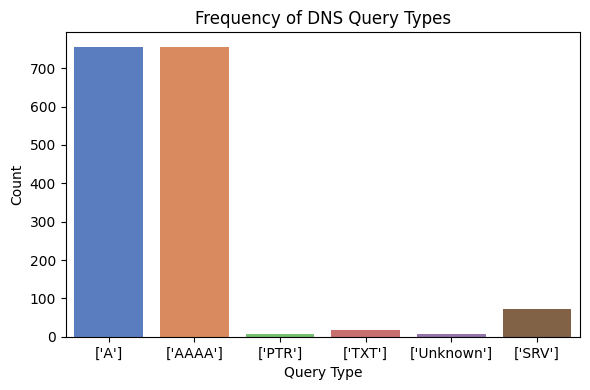 Frequency of DNS Query Types
Count
700
600
500
400
300
200
100
0
['A'] ['AAAA'] ['PTR'] ['TXT'] ['Unknown'] ['SRV']
Query Type